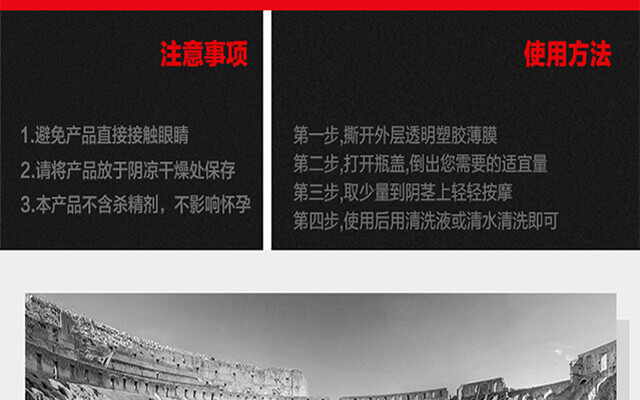 注意事项
1.避免产品直接接触眼睛
2.请将产品放于阴凉干燥处保存
3.本产品不含杀精剂，不影响怀孕
使用方法
第一步,撕开外层透明塑胶薄膜
第二步,打开瓶盖,倒出您需要的适宜量
第三步,取少量到阴茎上轻轻按摩
第四步,使用后用清洗液或清水清洗即可